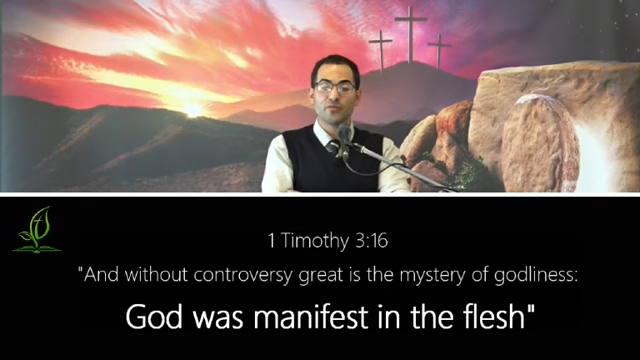 1 Timothy 3:16
"And without controversy great is the mystery of godliness:
God was manifest in the flesh"